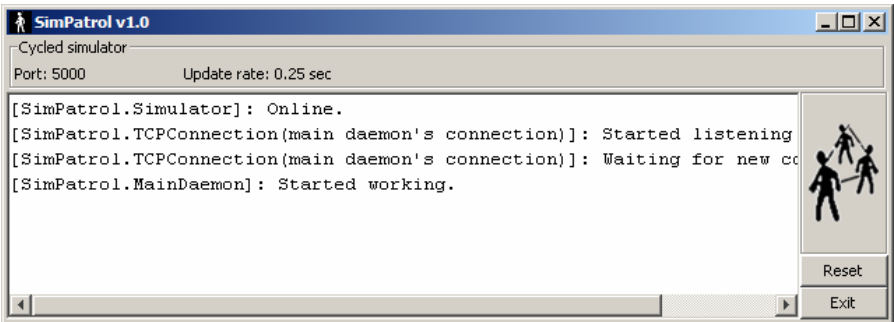 SimPatrol v1.0
Cycled simulator
Port: 5000 Update rate: 0.25 sec
[SimPatrol.Simulator]: Online.
[SimPatrol.TCPConnection(main daemon's connection)]: Started listening
[SimPatrol.TCPConnection(main daemon's connection)]: Waiting for new co
[SimPatrol.MainDaemon]: Started working.
Reset
Exit